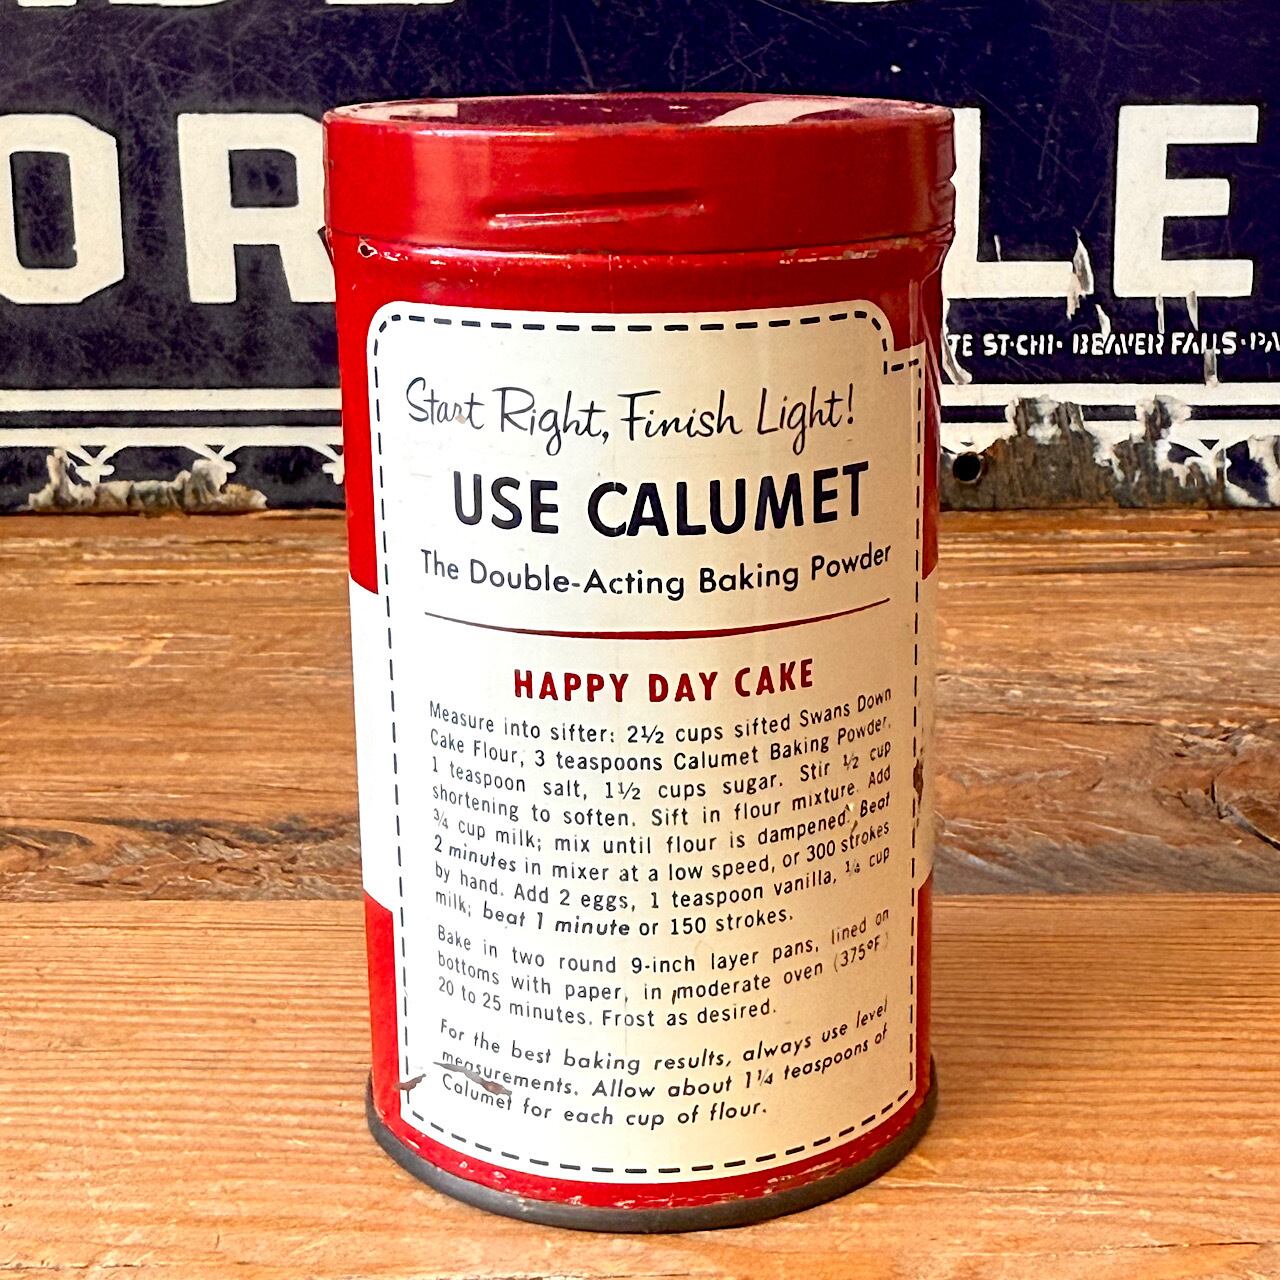 OR
LE
TE ST·CHI· BEAVER FALLS·PA
Start Right, Finish Light!
USE CALUMET
The Double-Acting Baking Powder
HAPPY DAY CAKE
Measure into sifter: 2½ cups sifted Swans Down
Cake Flour, 3 teaspoons Calumet Baking Powder,
1 teaspoon salt, 1½ cups sugar. Stir ½ cup
shortening to soften. Sift in flour mixture. Add
¾ cup milk; mix until flour is dampened. Beat
2 minutes in mixer at a low speed, or 300 strokes
by hand. Add 2 eggs, 1 teaspoon vanilla, ¼ cup
milk; beat 1 minute or 150 strokes.
Bake in two round 9-inch layer pans, lined on
bottoms with paper, in moderate oven (375°F.)
20 to 25 minutes. Frost as desired.
For the best baking results, always use level
measurements. Allow about 1¼ teaspoons of
Calumet for each cup of flour.